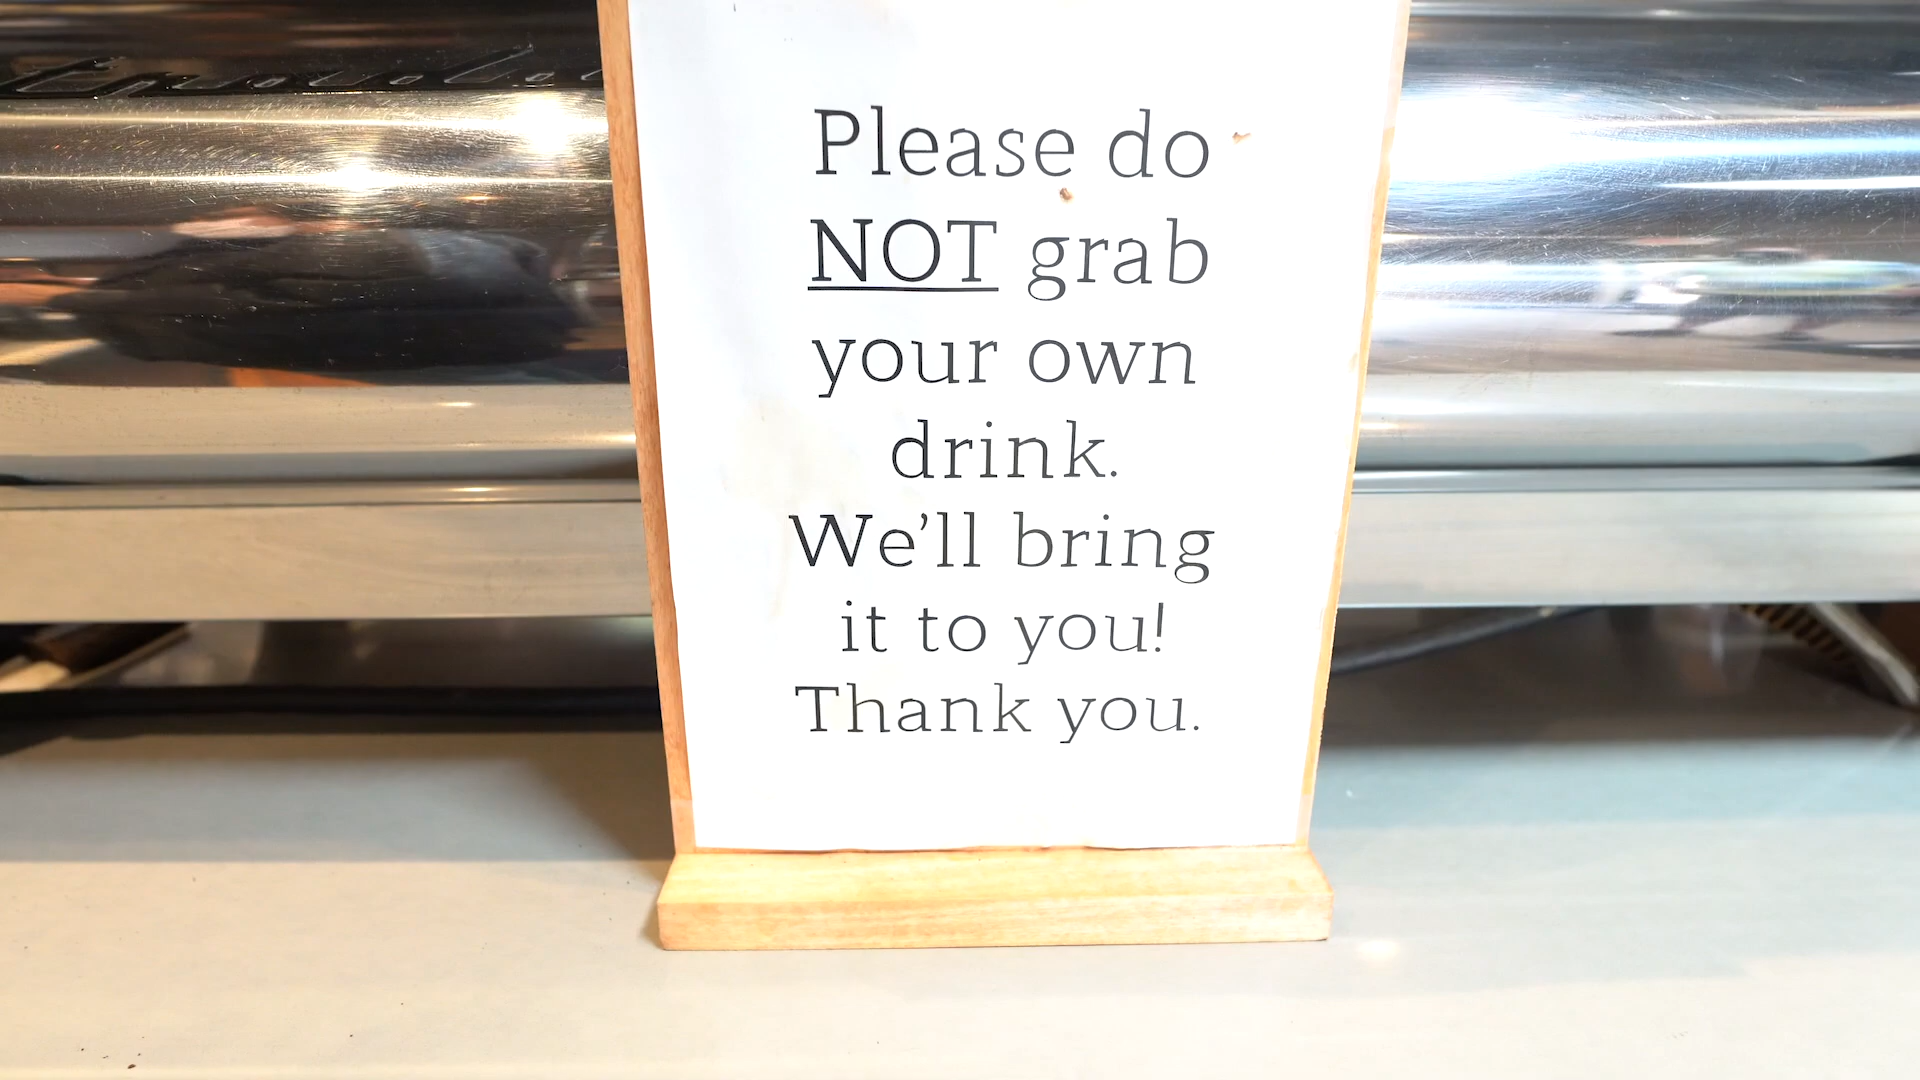 Please do
NOT grab
your own
drink.
We'll bring
it to you!
Thank you.